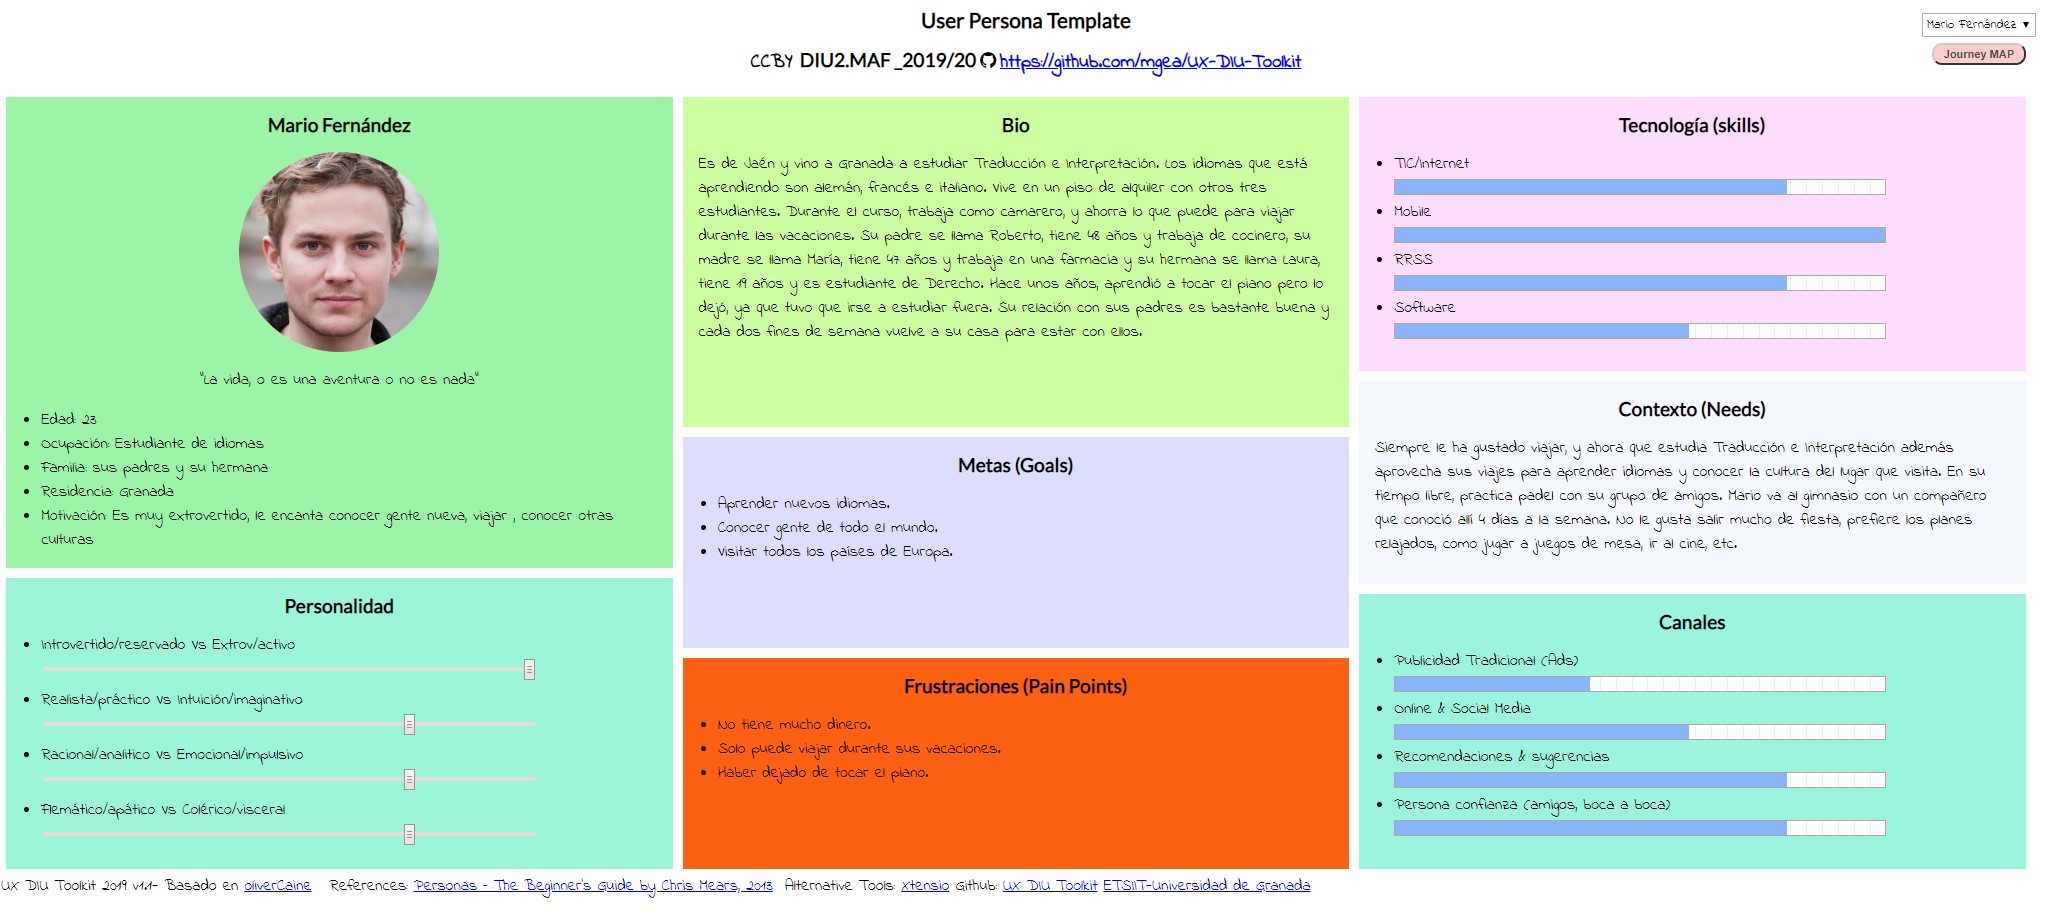 User Persona Template
Mario Fernández ▼
CCBY DIU2.MAF_2019/20 https://github.com/mgea/UX-DIU-Toolkit
Journey MAP
Mario Fernández
"La vida, o es una aventura o no es nada"
Edad: 23
Ocupación: Estudiante de idiomas
Familia: sus padres y su hermana
Residencia: Granada
Motivación: Es muy extrovertido, le encanta conocer gente nueva, viajar , conocer otras
culturas
Personalidad
Introvertido/reservado Vs Extrov/activo
Realista/práctico Vs Intuición/imaginativo
Racional/analitico Vs Emocional/impulsivo
Flemático/apático Vs Colérico/visceral
Bio
Es de Jaén y vino a Granada a estudiar Traducción e Interpretación. Los idiomas que está
aprendiendo son alemán, francés e italiano. Vive en un piso de alquiler con otros tres
estudiantes. Durante el curso, trabaja como camarero, y ahorra lo que puede para viajar
durante las vacaciones. Su padre se llama Roberto, tiene 48 años y trabaja de cocinero, su
madre se llama María, tiene 47 años y trabaja en una farmacia y su hermana se llama Laura,
tiene 19 años y es estudiante de Derecho. Hace unos años, aprendió a tocar el piano pero lo
dejó, ya que tuvo que irse a estudiar fuera. Su relación con sus padres es bastante buena y
cada dos fines de semana vuelve a su casa para estar con ellos.
Metas (Goals)
Aprender nuevos idiomas.
Conocer gente de todo el mundo.
Visitar todos los países de Europa.
Frustraciones (Pain Points)
No tiene mucho dinero.
Solo puede viajar durante sus vacaciones.
Haber dejado de tocar el piano.
Tecnología (skills)
TIC/Internet
Mobile
RRSS
Software
Contexto (Needs)
Siempre le ha gustado viajar, y ahora que estudia Traducción e Interpretación además
aprovecha sus viajes para aprender idiomas y conocer la cultura del lugar que visita. En su
tiempo libre, practica padel con su grupo de amigos. Mario va al gimnasio con un compañero
que conoció allí 4 días a la semana. No le gusta salir mucho de fiesta, prefiere los planes
relajados, como jugar a juegos de mesa, ir al cine, etc.
Canales
Publicidad Tradicional (Ads)
Online & Social Media
Recomendaciones & sugerencias
Persona confianza (amigos, boca a boca)
UX DIU Toolkit 2019 v1.1- Basado en oliverCaine References: Personas - The Beginner's Guide by Chris Mears, 2013 Alternative Tools: Xtensio Github: UX DIU Toolkit ETSIIT-Universidad de Granada